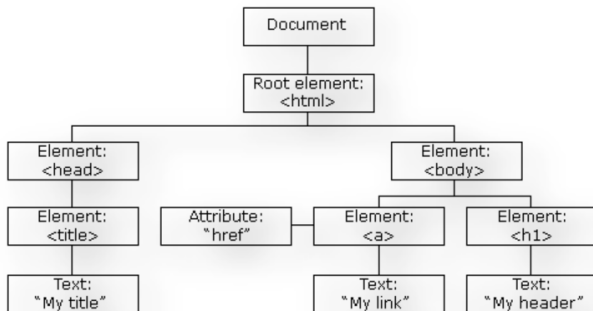 Document
Root element:
<html>
Element:
<head>
Element:
<body>
Element:
<title>
Attribute:
“href”
Element:
<a>
Element:
<h1>
Text:
“My title”
Text:
“My link”
Text:
“My header”